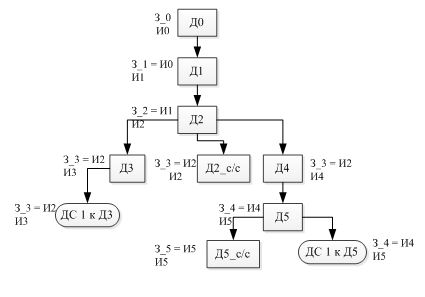 З_0
И0
Д0
З_1 = И0
И1
Д1
З_2 = И1
И2
Д2
З_3 = И2
И3
Д3
З_3 = И2
И2
Д2_с/с
Д4
З_3 = И2
И4
З_3 = И2
И3
ДС 1 к Д3
З_4 = И4
И5
Д5
З_5 = И5
И5
Д5_с/с
ДС 1 к Д5
З_4 = И4
И5